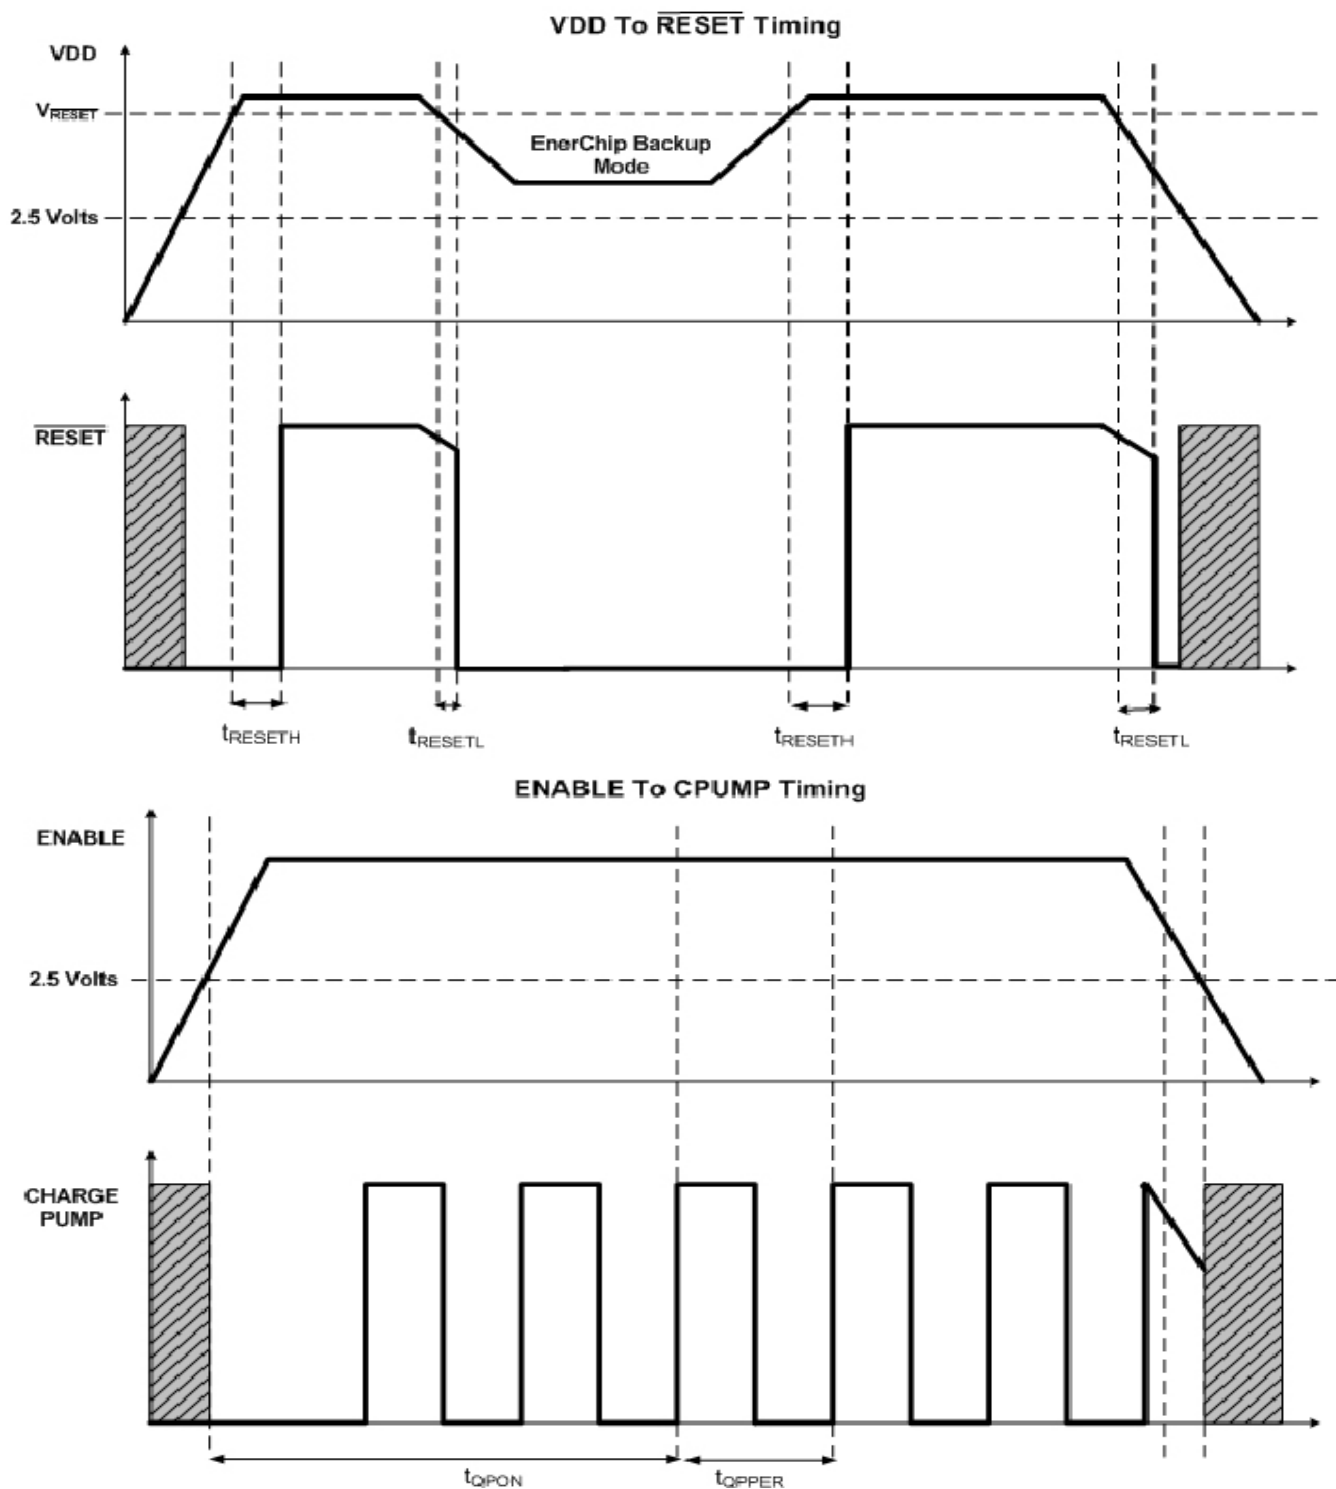 VDD To RESET Timing
VDD
VRESET
EnerChip Backup
Mode
2.5 Volts
RESET
tRESETH
tRESETL
tRESETH
tRESETL
ENABLE To CPUMP Timing
ENABLE
2.5 Volts
CHARGE
PUMP
tQPON
tQPPER